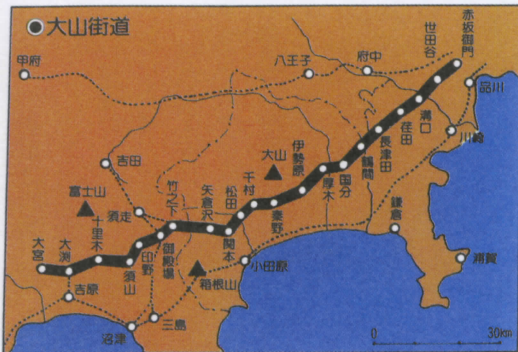 大山街道
赤坂御門
世田谷
品川
溝口
荏田
川崎
長津田
鶴間
国分
厚木
伊勢原
大山
秦野
千村
松田
関本
矢倉沢
竹之下
御殿場
印野
須山
十里木
大渕
大宮
甲府
八王子
府中
吉田
富士山
須走
吉原
沼津
三島
箱根山
小田原
鎌倉
浦賀
0 30km